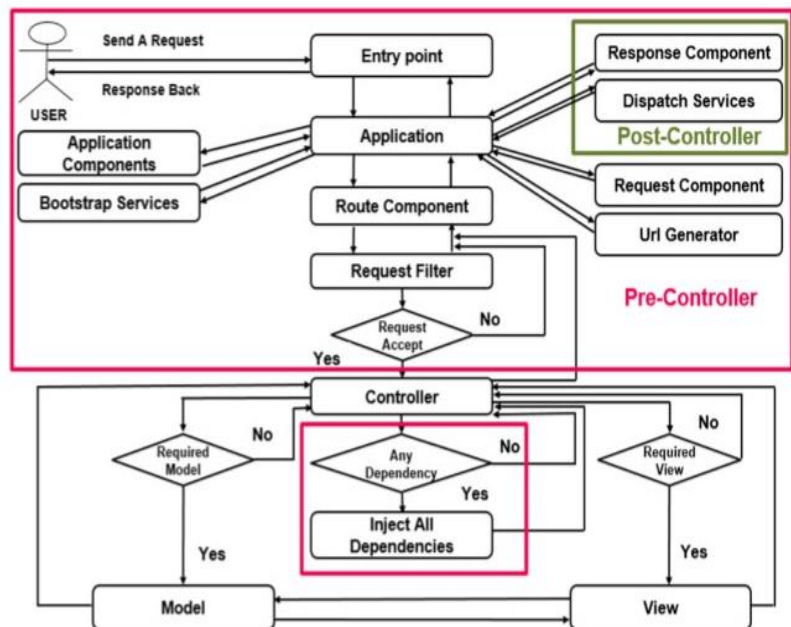 Send A Request
Response Back
USER
Entry point
Response Component
Dispatch Services
Post-Controller
Application
Components
Application
Bootstrap Services
Request Component
Route Component
Url Generator
Request Filter
Pre-Controller
Request
Accept
No
Yes
Controller
Required
Model
No
Any
Dependency
No
Required
View
No
Yes
Inject All
Dependencies
Yes
Yes
Model
View